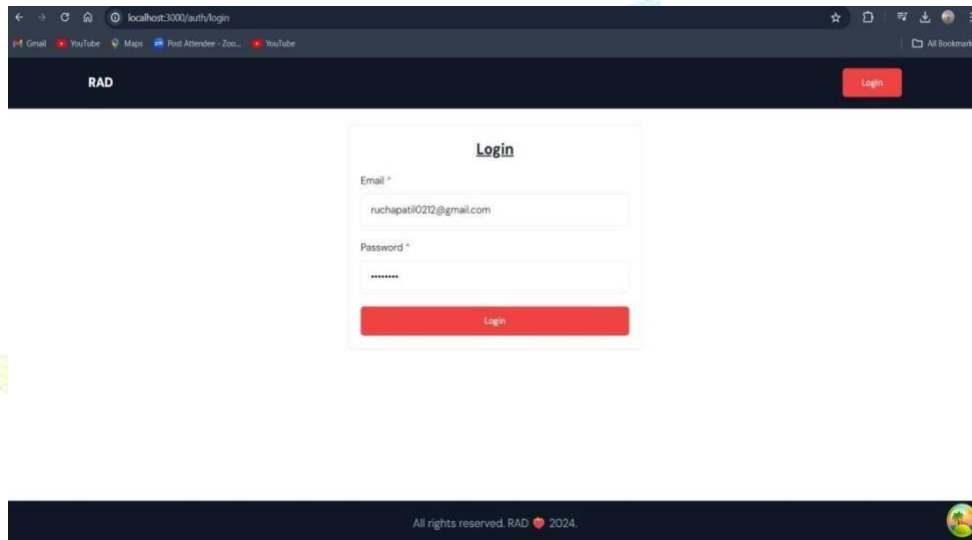 localhost:3000/auth/login
Gmail YouTube Maps Post Attendee - Zoo... YouTube All Bookmark
RAD Login
Login
Email *
ruchapatil0212@gmail.com
Password *
••••••••
Login
All rights reserved. RAD 2024.